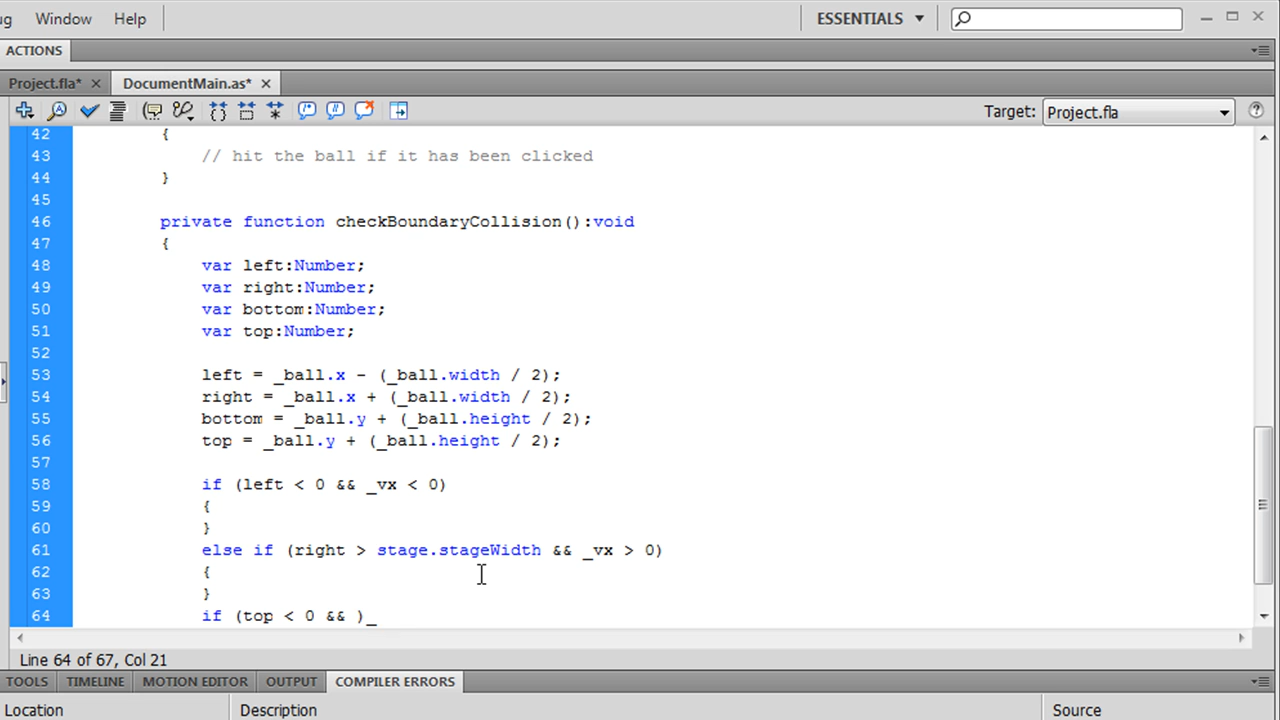 ug Window Help ESSENTIALS
ACTIONS
Project.fla* × DocumentMain.as* ×
Target: Project.fla
42 {
43 // hit the ball if it has been clicked
44 }
45
46 private function checkBoundaryCollision():void
47 {
48 var left:Number;
49 var right:Number;
50 var bottom:Number;
51 var top:Number;
52
53 left = _ball.x - (_ball.width / 2);
54 right = _ball.x + (_ball.width / 2);
55 bottom = _ball.y + (_ball.height / 2);
56 top = _ball.y + (_ball.height / 2);
57
58 if (left < 0 && _vx < 0)
59 {
60 }
61 else if (right > stage.stageWidth && _vx > 0)
62 {
63 }
64 if (top < 0 && )_
Line 64 of 67, Col 21
TOOLS TIMELINE MOTION EDITOR OUTPUT COMPILER ERRORS
Location Description Source